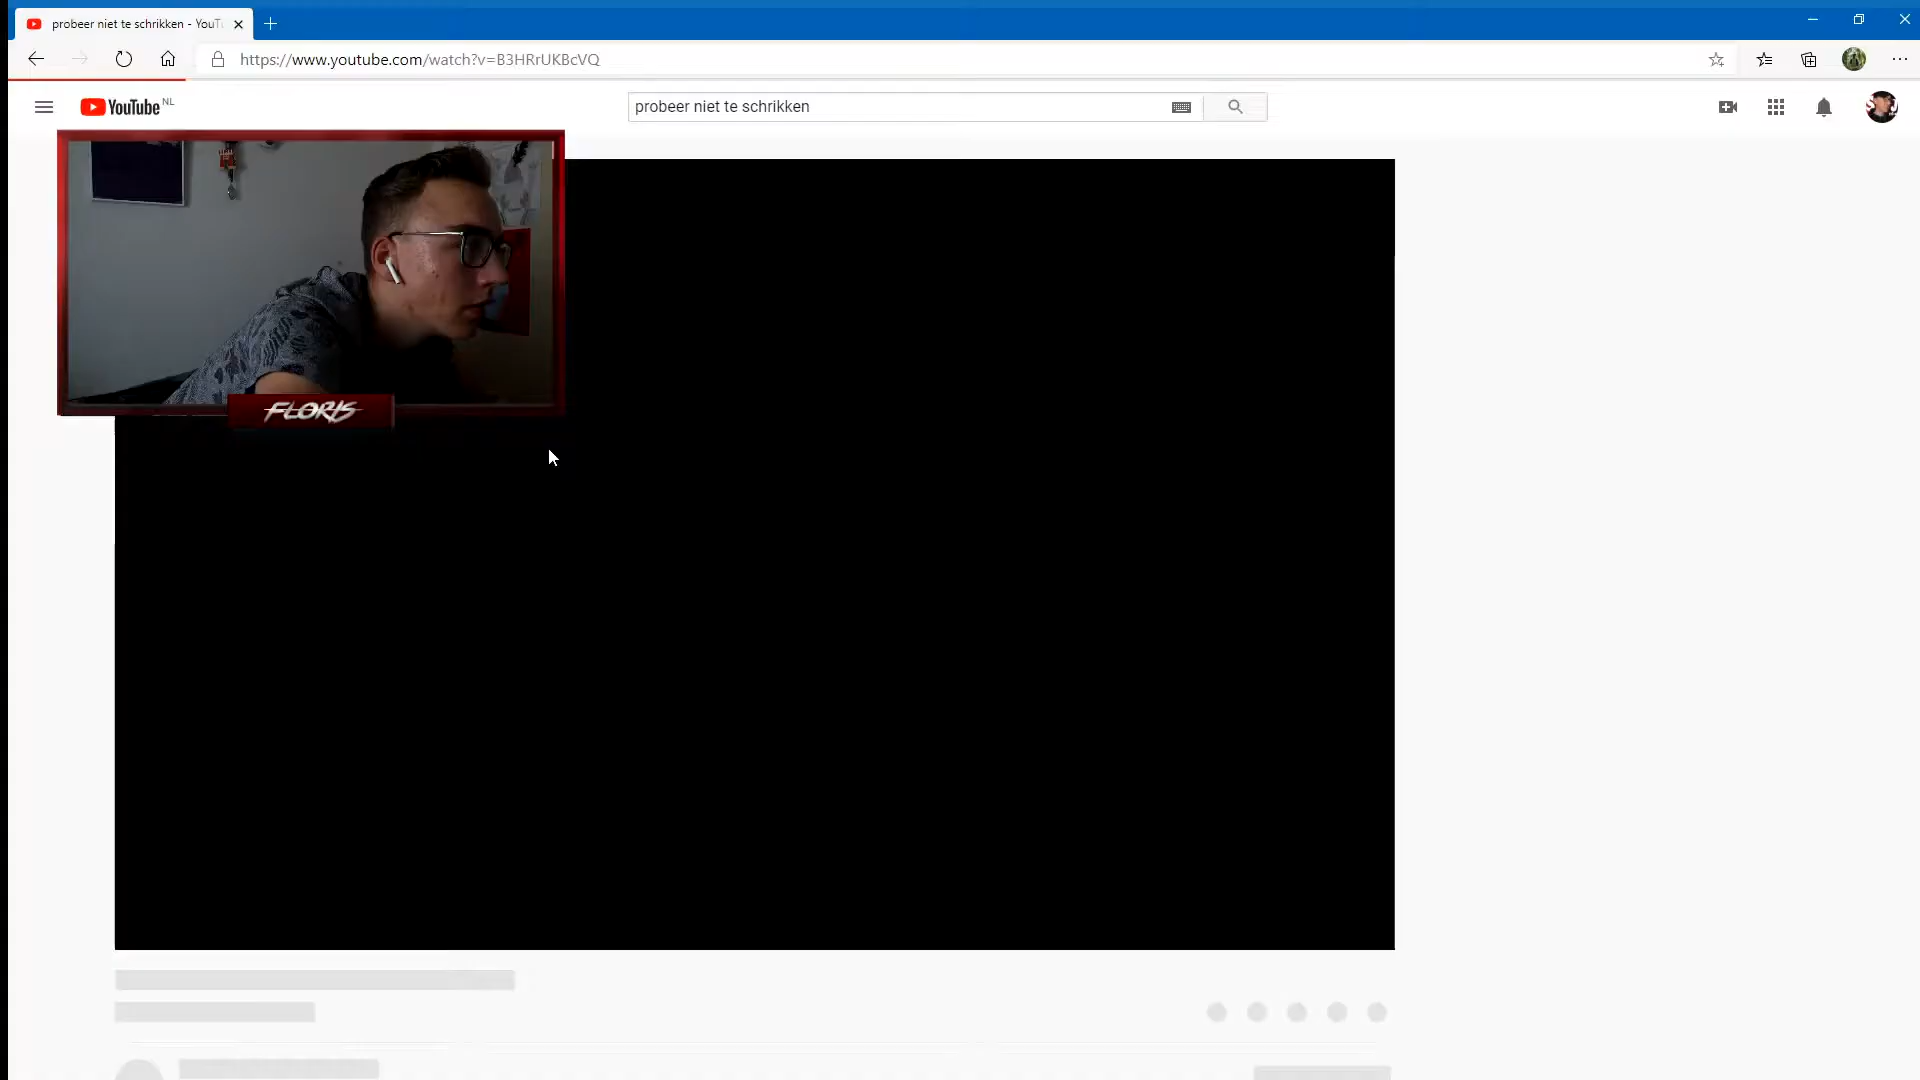 probeer niet te schrikken - YouT
https://www.youtube.com/watch?v=B3HRrUKBcVQ
YouTube NL
probeer niet te schrikken
FLORIS